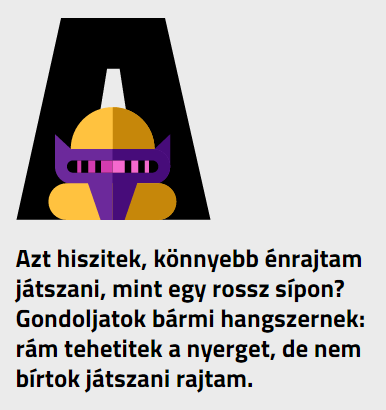 Azt hiszitek, könnyebb énrajtam
játszani, mint egy rossz sípon?
Gondoljatok bármi hangszernek:
rám tehetitek a nyerget, de nem
bírtok játszani rajtam.